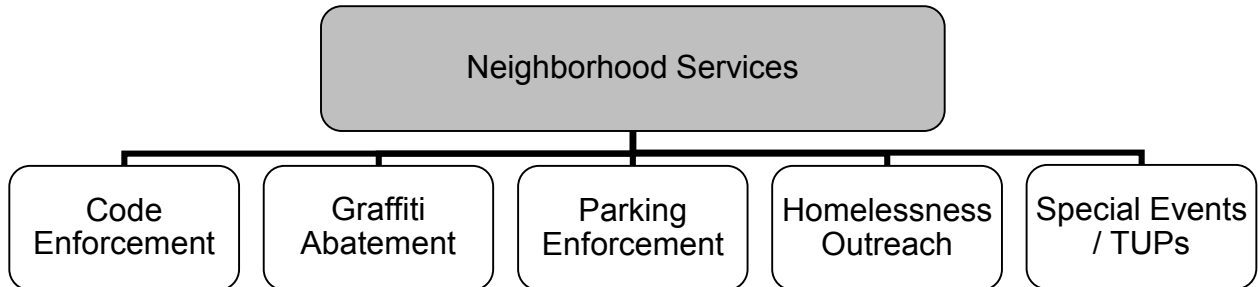 Neighborhood Services
Code
Enforcement
Graffiti
Abatement
Parking
Enforcement
Homelessness
Outreach
Special Events
/ TUPs